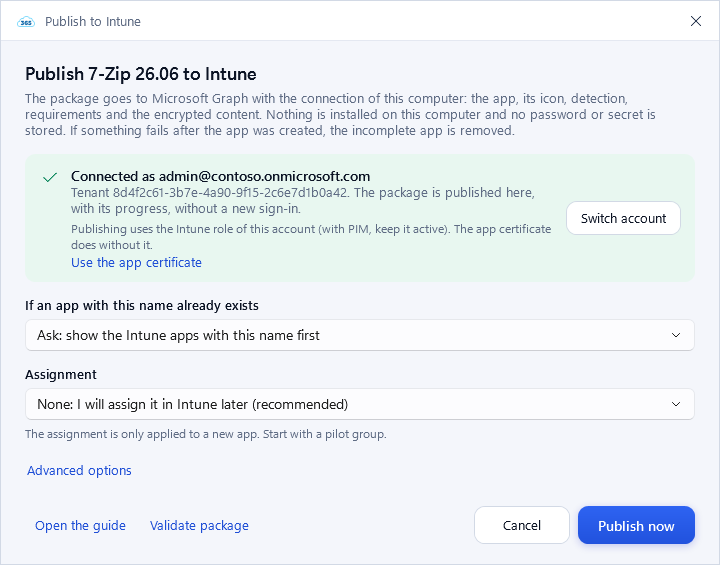 365 Publish to Intune
Publish 7-Zip 26.06 to Intune
The package goes to Microsoft Graph with the connection of this computer: the app, its icon, detection,
requirements and the encrypted content. Nothing is installed on this computer and no password or secret is
stored. If something fails after the app was created, the incomplete app is removed.
Connected as admin@contoso.onmicrosoft.com
Tenant 8d4f2c61-3b7e-4a90-9f15-2c6e7d1b0a42. The package is published here,
with its progress, without a new sign-in.
Publishing uses the Intune role of this account (with PIM, keep it active). The app certificate
does without it.
Use the app certificate
Switch account
If an app with this name already exists
Ask: show the Intune apps with this name first
Assignment
None: I will assign it in Intune later (recommended)
The assignment is only applied to a new app. Start with a pilot group.
Advanced options
Open the guide Validate package Cancel Publish now